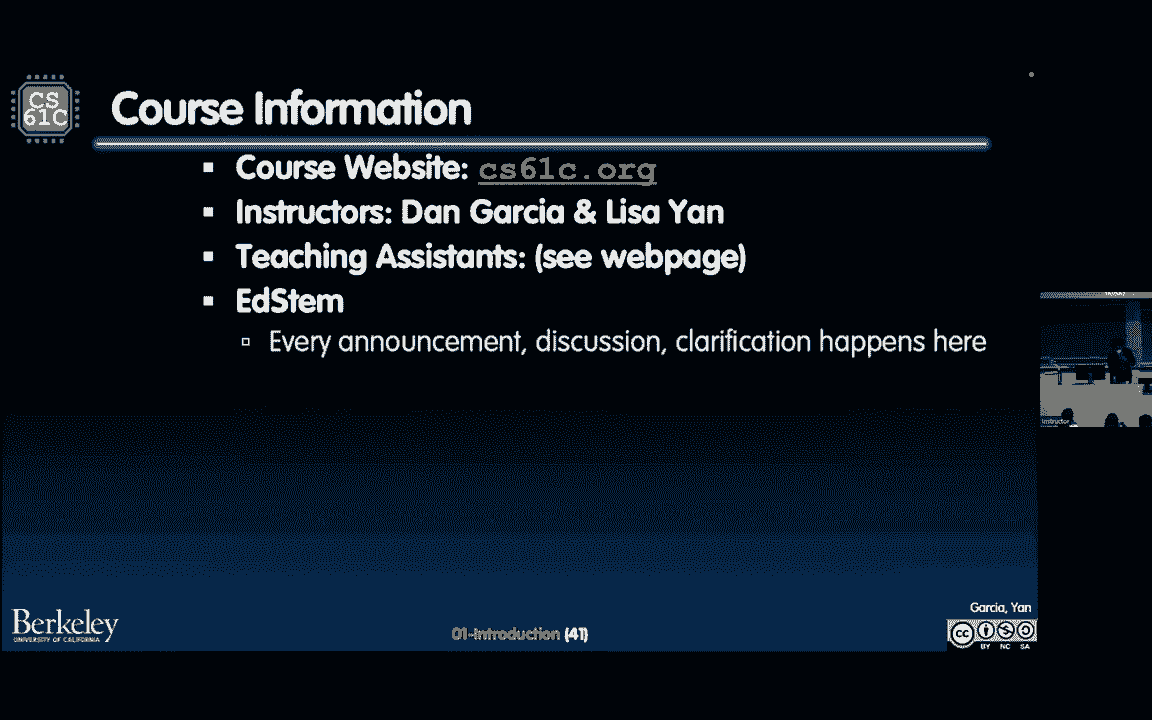 CS
61C
Course Information
Course Website: cs61c.org
Instructors: Dan Garcia & Lisa Yan
Teaching Assistants: (see webpage)
EdStem
Every announcement, discussion, clarification happens here
Berkeley
UNIVERSITY OF CALIFORNIA
01-Introduction (41)
Garcia, Yan
cc
BY NC SA
Instructor